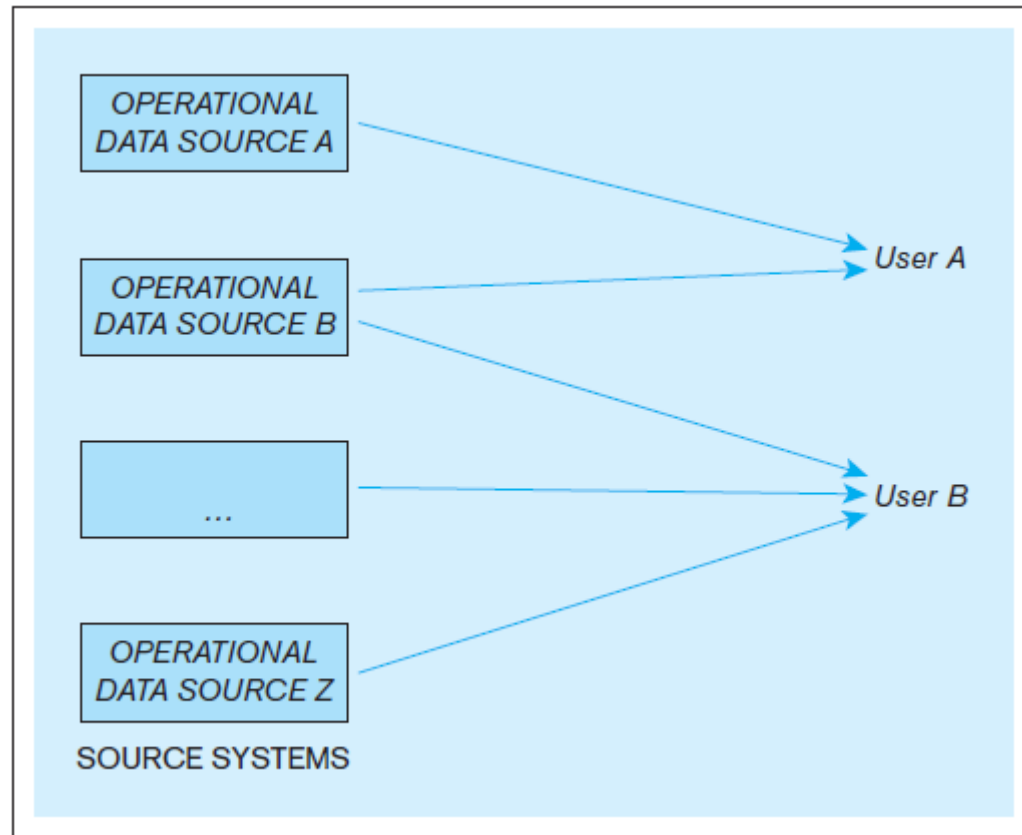 OPERATIONAL
DATA SOURCE A
User A
OPERATIONAL
DATA SOURCE B
User B
...
OPERATIONAL
DATA SOURCE Z
SOURCE SYSTEMS